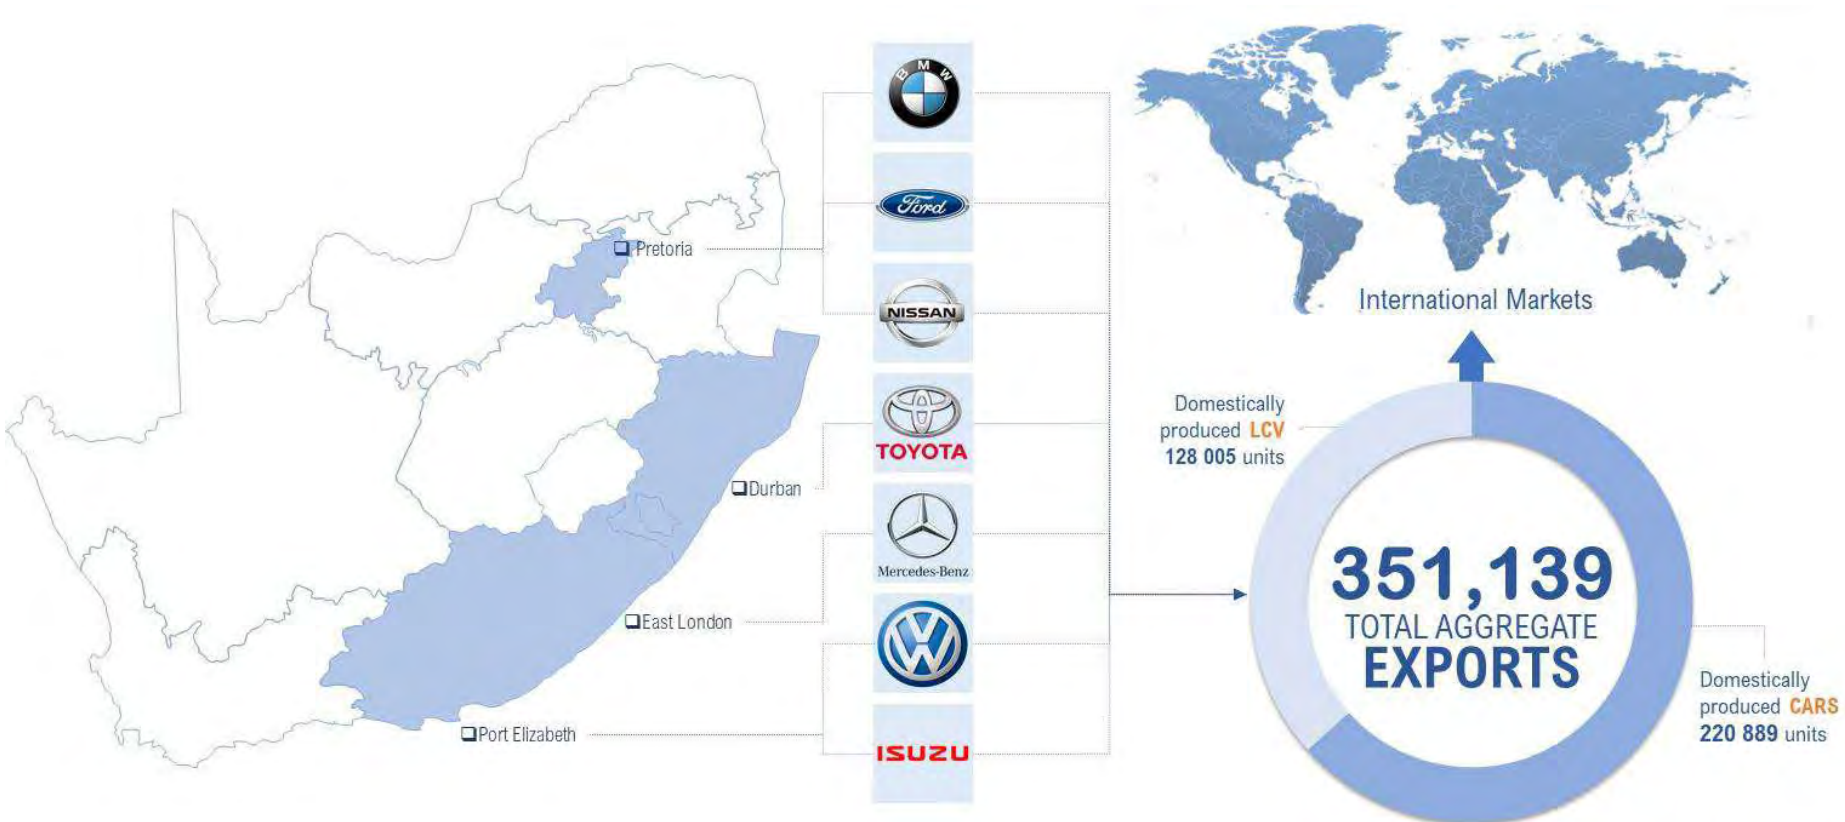 Pretoria
Durban
East London
Port Elizabeth
BMW
Ford
NISSAN
TOYOTA
Mercedes-Benz
VW
ISUZU
International Markets
Domestically
produced LCV
128 005 units
351,139
TOTAL AGGREGATE
EXPORTS
Domestically
produced CARS
220 889 units